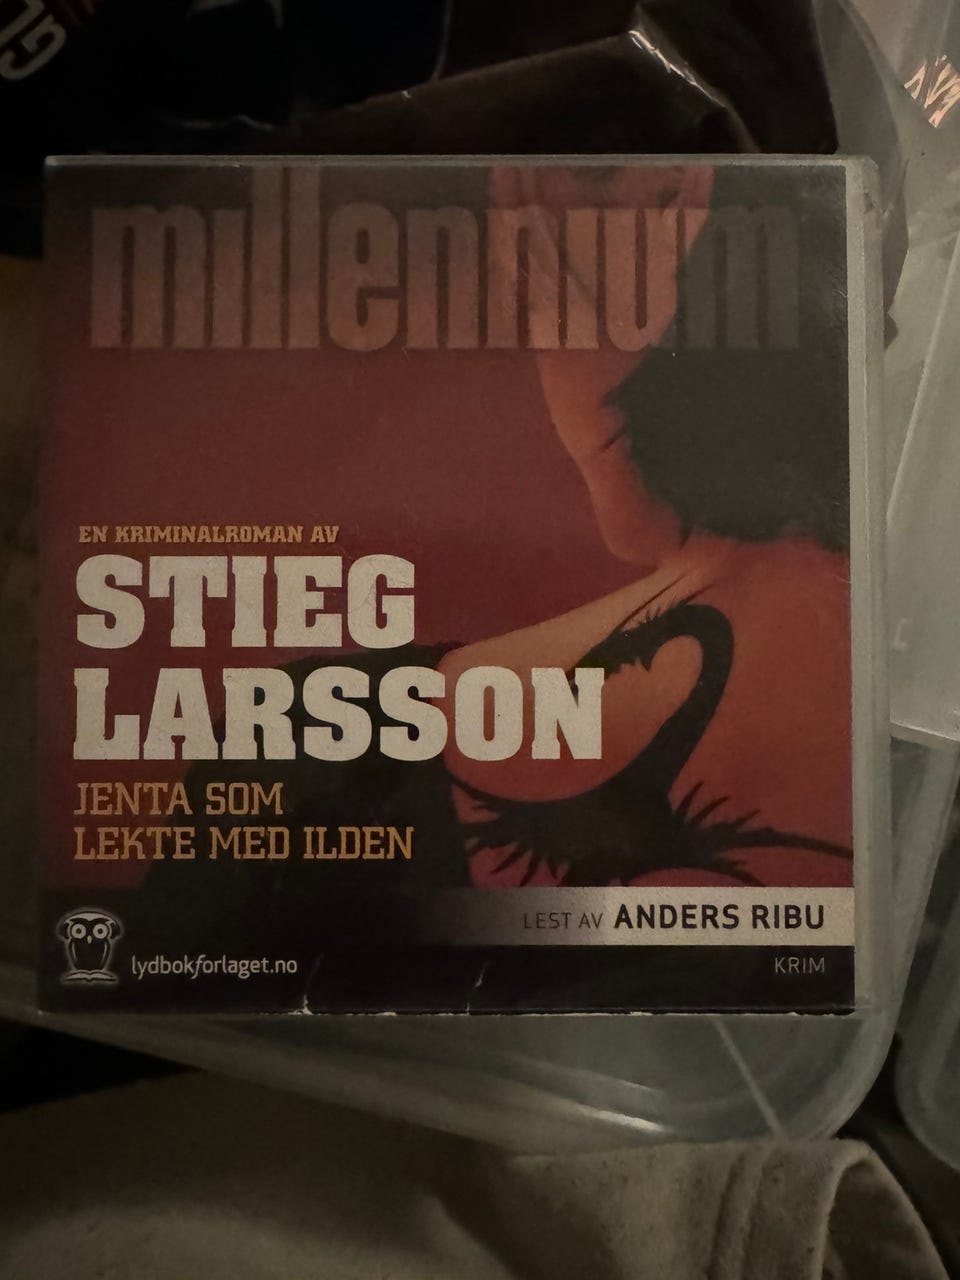 millennium
EN KRIMINALROMAN AV
STIEG
LARSSON
JENTA SOM
LEKTE MED ILDEN
LEST AV ANDERS RIBU
lydbokforlaget.no
KRIM